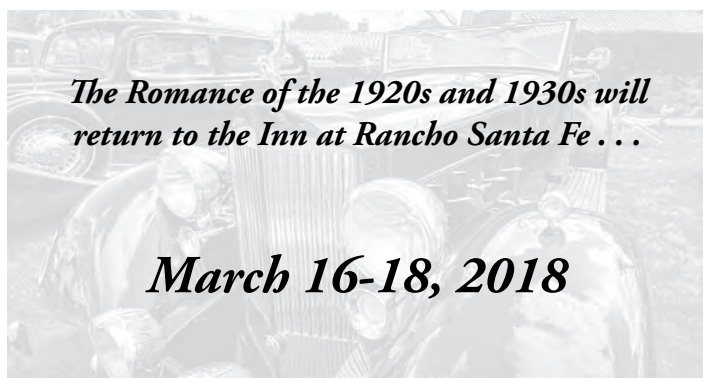 The Romance of the 1920s and 1930s will
return to the Inn at Rancho Santa Fe . . .
March 16-18, 2018